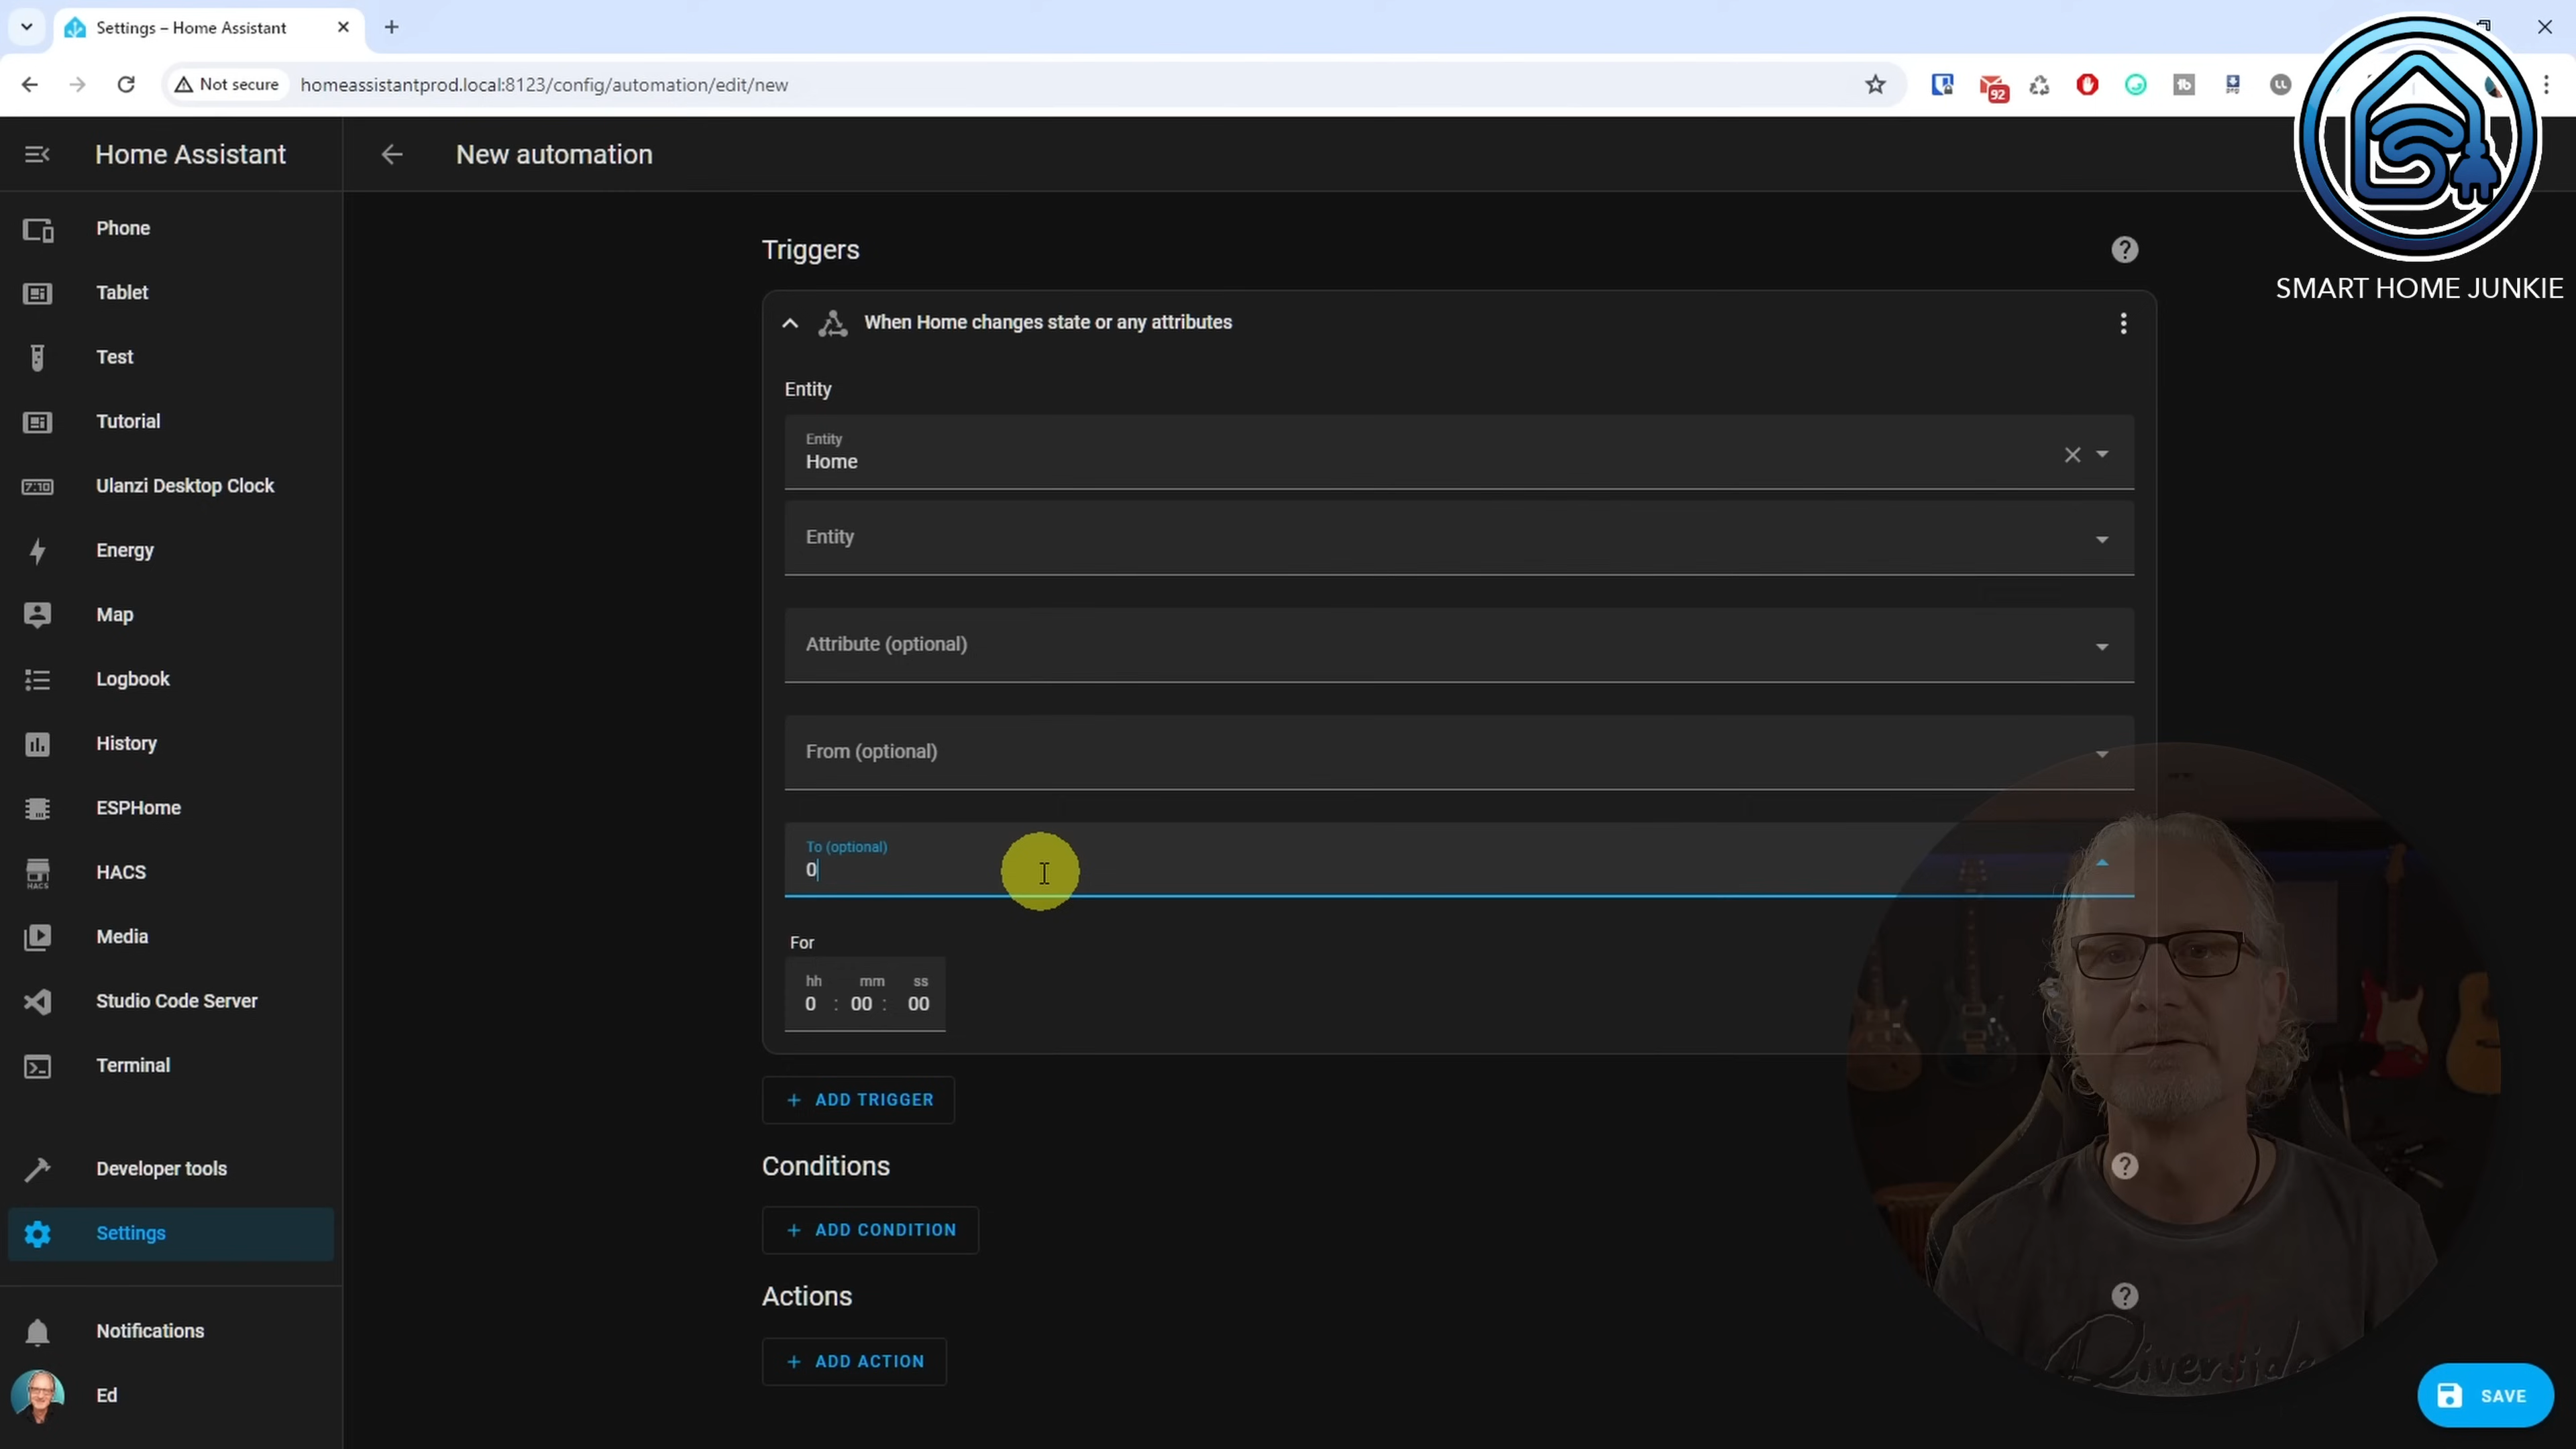 Settings – Home Assistant
Not secure
homeassistantprod.local:8123/config/automation/edit/new
92
SMART HOME JUNKIE
Home Assistant
New automation
Phone
Tablet
Test
Tutorial
7:10
Ulanzi Desktop Clock
Energy
Map
Logbook
History
ESPHome
HACS
HACS
Media
Studio Code Server
Terminal
Developer tools
Settings
Notifications
Ed
Triggers
When Home changes state or any attributes
Entity
Entity
Home
Entity
Attribute (optional)
From (optional)
To (optional)
0
For
hh mm ss
0 : 00 : 00
+ ADD TRIGGER
Conditions
+ ADD CONDITION
Actions
+ ADD ACTION
Riverside
SAVE